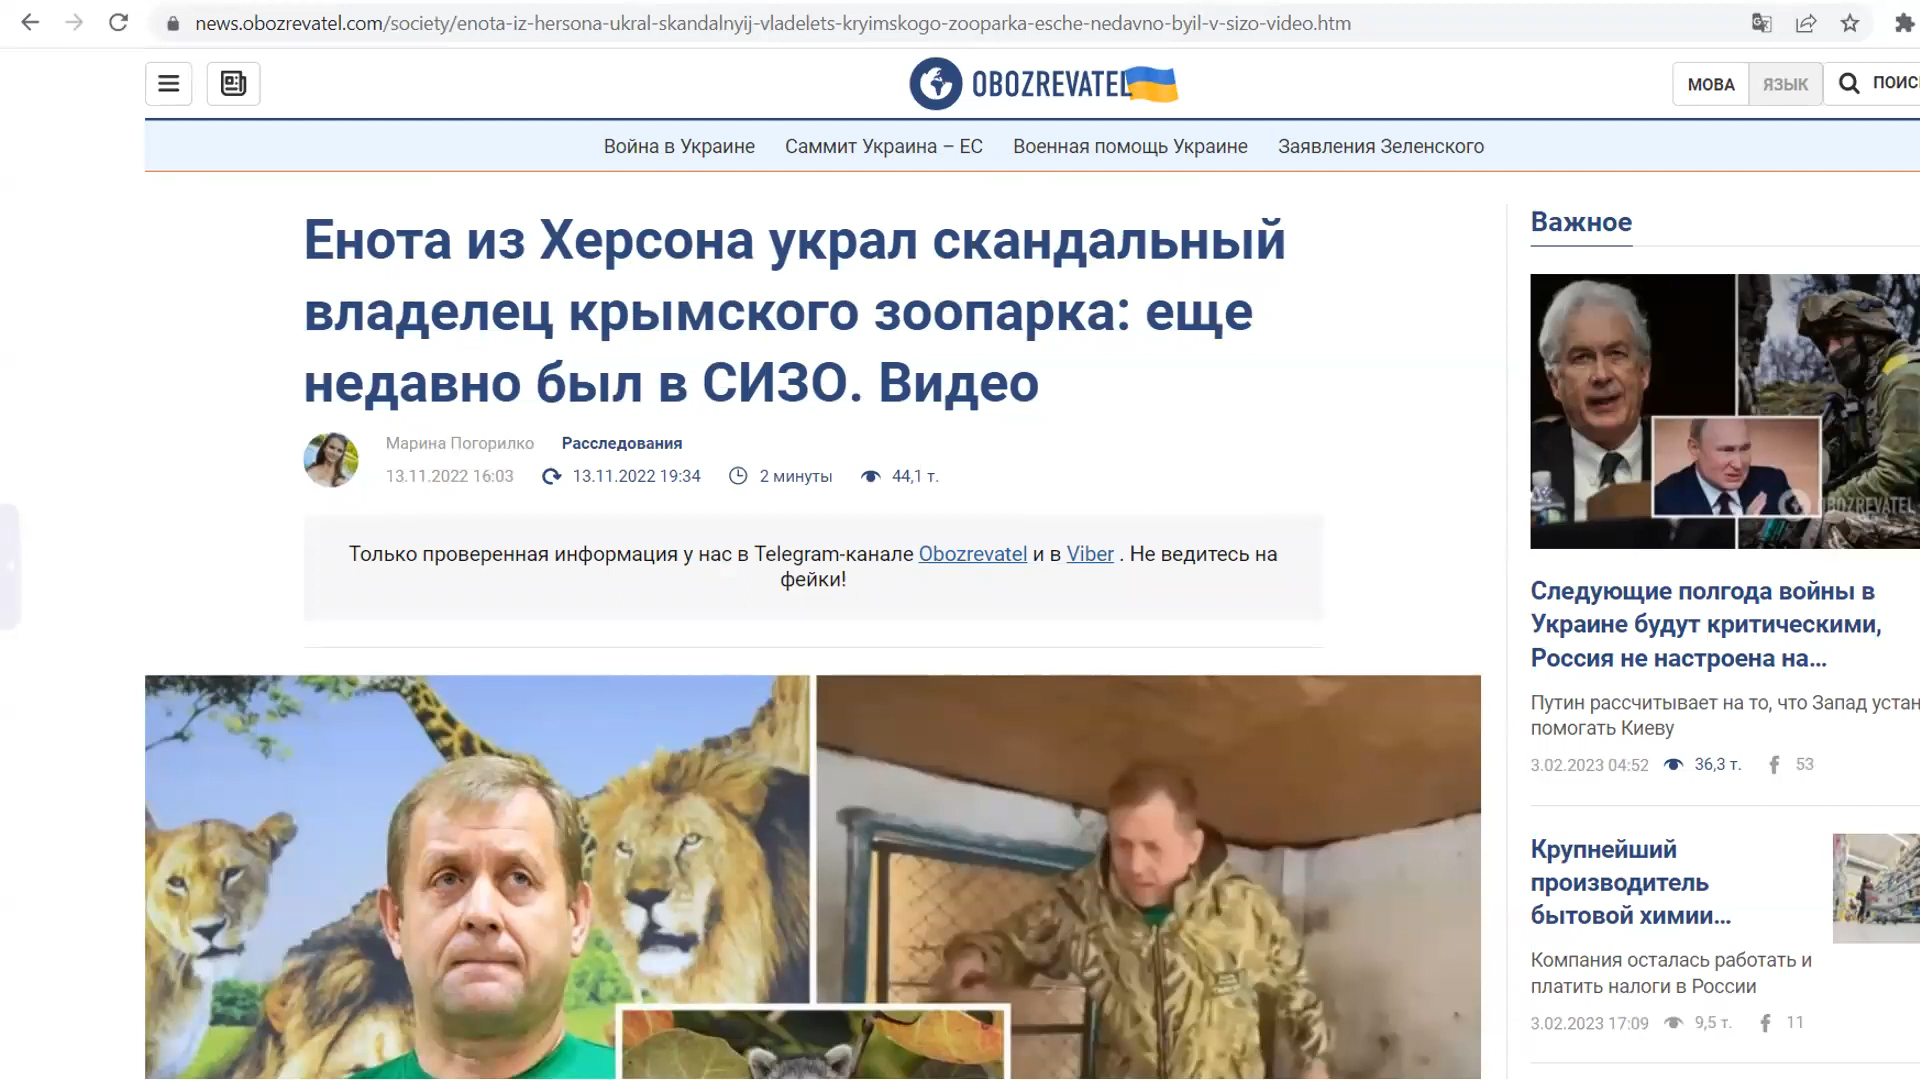 news.obozrevatel.com/society/enota-iz-hersona-ukral-skandalnyij-vladelets-kryimskogo-zooparka-esche-nedavno-byil-v-sizo-video.htm
OBOZREVATEL
МОВА ЯЗЫК
Война в Украине Саммит Украина – ЕС Военная помощь Украине Заявления Зеленского
Енота из Херсона украл скандальный
владелец крымского зоопарка: еще
недавно был в СИЗО. Видео
Марина Погорилко Расследования
13.11.2022 16:03 13.11.2022 19:34 2 минуты 44,1 т.
Только проверенная информация у нас в Telegram-канале Obozrevatel и в Viber . Не ведитесь на
фейки!
Важное
OBOZREVATEL
Следующие полгода войны в
Украине будут критическими,
Россия не настроена на...
Путин рассчитывает на то, что Запад
помогать Киеву
3.02.2023 04:52 36,3 т. 53
Крупнейший
производитель
бытовой химии...
Компания осталась работать и
платить налоги в России
3.02.2023 17:09 9,5 т. 11